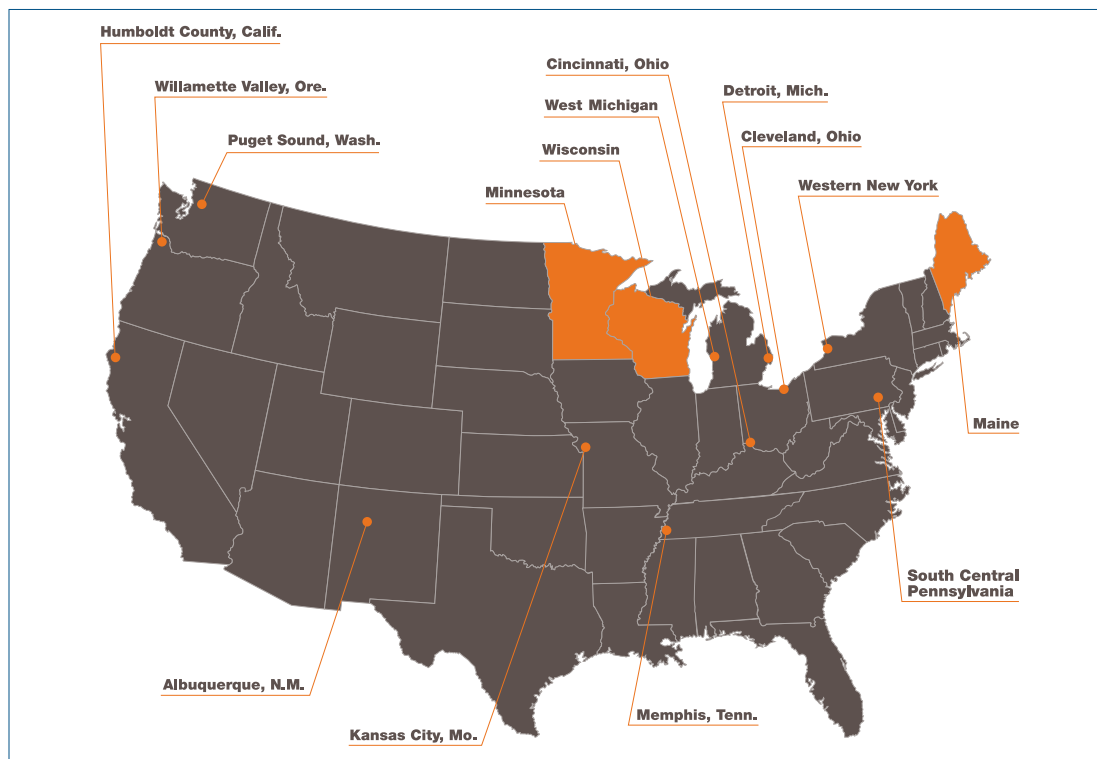 Humboldt County, Calif.
Willamette Valley, Ore.
Puget Sound, Wash.
Cincinnati, Ohio
West Michigan
Wisconsin
Minnesota
Detroit, Mich.
Cleveland, Ohio
Western New York
Maine
South Central
Pennsylvania
Albuquerque, N.M.
Kansas City, Mo.
Memphis, Tenn.